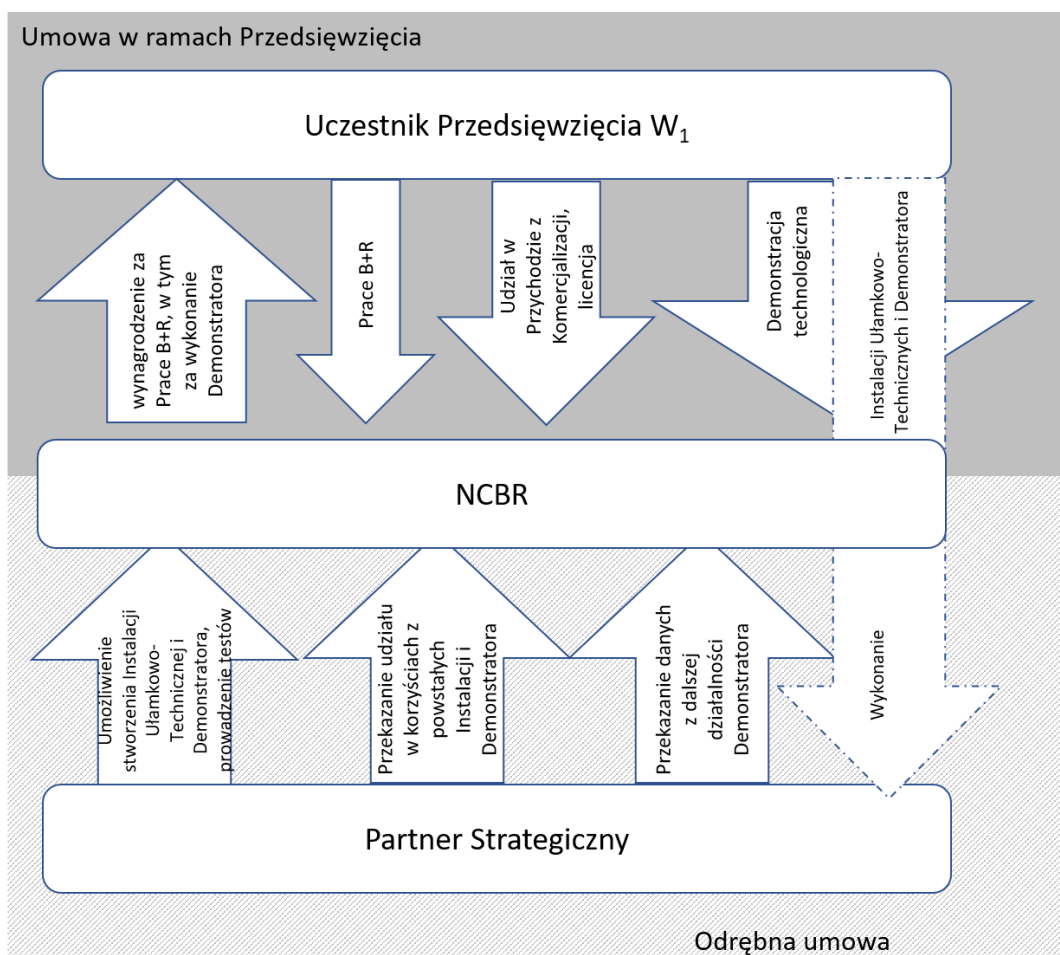 Umowa w ramach Przedsięwzięcia
Uczestnik Przedsięwzięcia W₁
wynagrodzenie za
Prace B+R, w tym
za wykonanie
Demonstratora
Prace B+R
Udział w
Przychodzie z
Komercjalizacji,
licencja
Demonstracja
technologiczna
Instalacji Ułamkowo-
Technicznych i Demonstratora
NCBR
Umożliwienie
stworzenia Instalacji
Ułamkowo-
Technicznej i
Demonstratora,
prowadzenie testów
Przekazanie udziału
w korzyściach z
powstałych
Instalacji i
Demonstratora
Przekazanie danych
z dalszej
działalności
Demonstratora
Wykonanie
Partner Strategiczny
Odrębna umowa